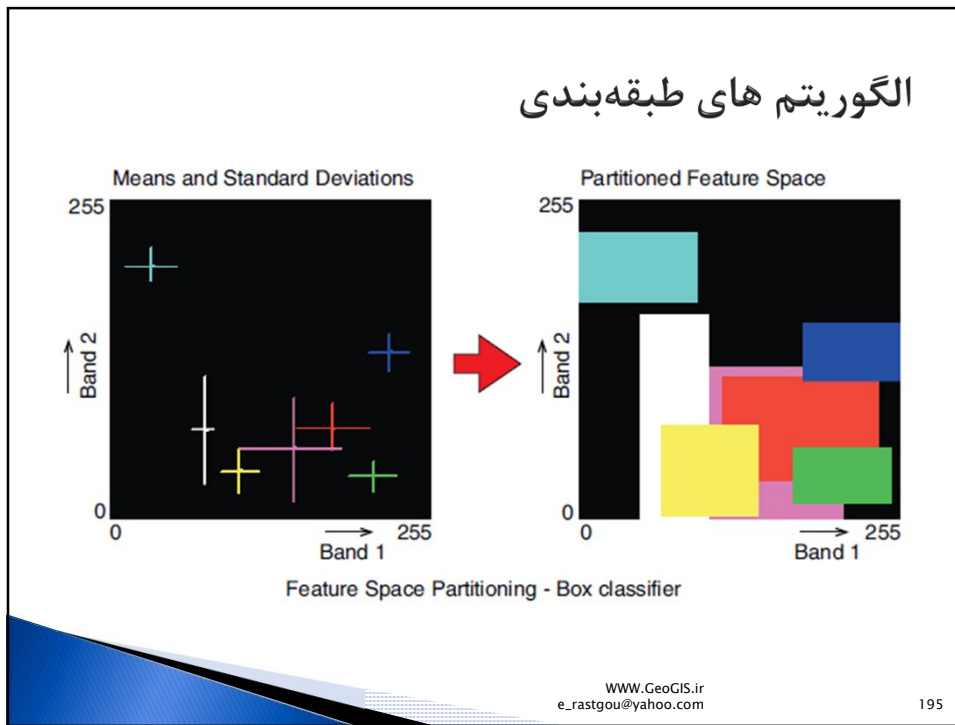 الگوریتم های طبقه‌بندی
Means and Standard Deviations
255
Band 2
0
0
255
Band 1
Partitioned Feature Space
255
Band 2
0
0
255
Band 1
Feature Space Partitioning - Box classifier
WWW.GeoGIS.ir
e_rastgou@yahoo.com
195